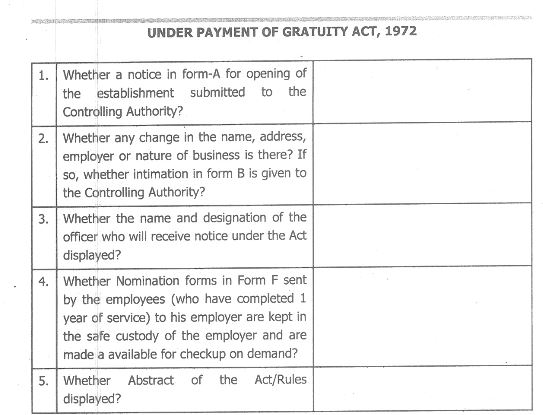 UNDER PAYMENT OF GRATUITY ACT, 1972
1. Whether a notice in form-A for opening of
the establishment submitted to the
Controlling Authority?
2. Whether any change in the name, address,
employer or nature of business is there? If
so, whether intimation in form B is given to
the Controlling Authority?
3. Whether the name and designation of the
officer who will receive notice under the Act
displayed?
4. Whether Nomination forms in Form F sent
by the employees (who have completed 1
year of service) to his employer are kept in
the safe custody of the employer and are
made a available for checkup on demand?
5. Whether Abstract of the Act/Rules
displayed?